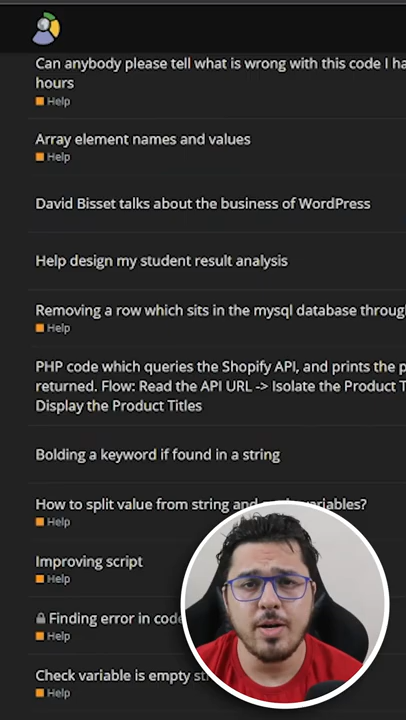 Can anybody please tell what is wrong with this code I
hours
Help
Array element names and values
Help
David Bisset talks about the business of WordPress
Help design my student result analysis
Removing a row which sits in the mysql database
Help
PHP code which queries the Shopify API, and prints the
returned. Flow: Read the API URL -> Isolate the Product
Display the Product Titles
Bolding a keyword if found in a string
How to split value from string and variables?
Help
Improving script
Help
Finding error in code
Help
Check variable is empty
Help